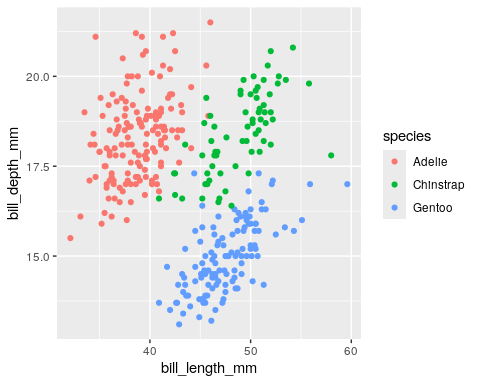 20.0
17.5
15.0
bill_depth_mm
40 50 60
bill_length_mm
species
Adelie
Chinstrap
Gentoo